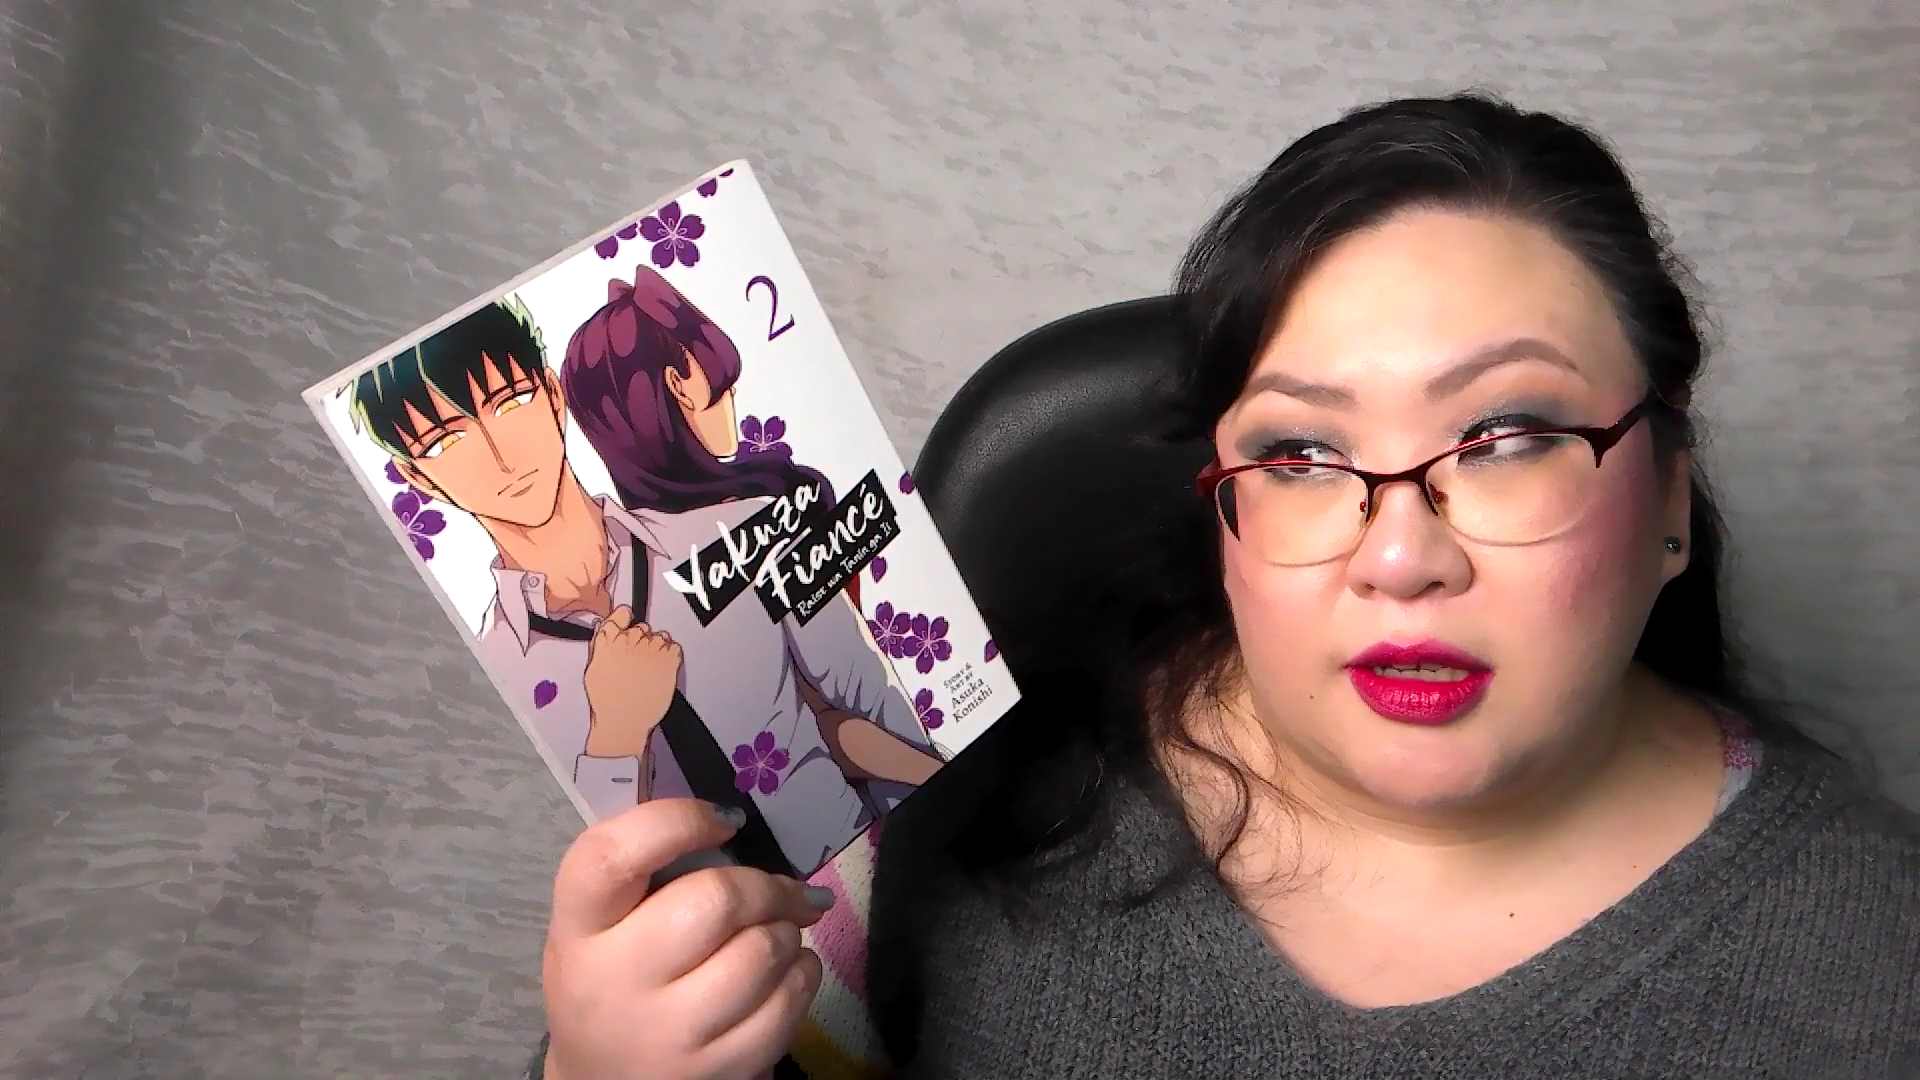 2
Yakuza
Fiancé
Raise wa Tanin ga Ii
STORY &
ART BY
Asuka
Konishi